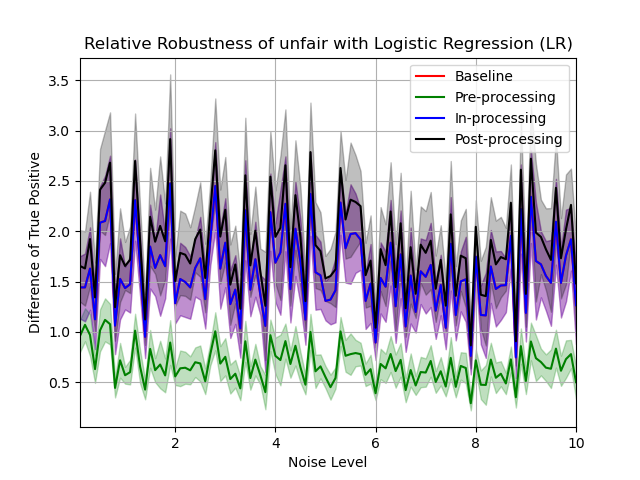 Relative Robustness of unfair with Logistic Regression (LR)
Difference of True Positive
3.5
3.0
2.5
2.0
1.5
1.0
0.5
Baseline
Pre-processing
In-processing
Post-processing
2
4
6
8
10
Noise Level